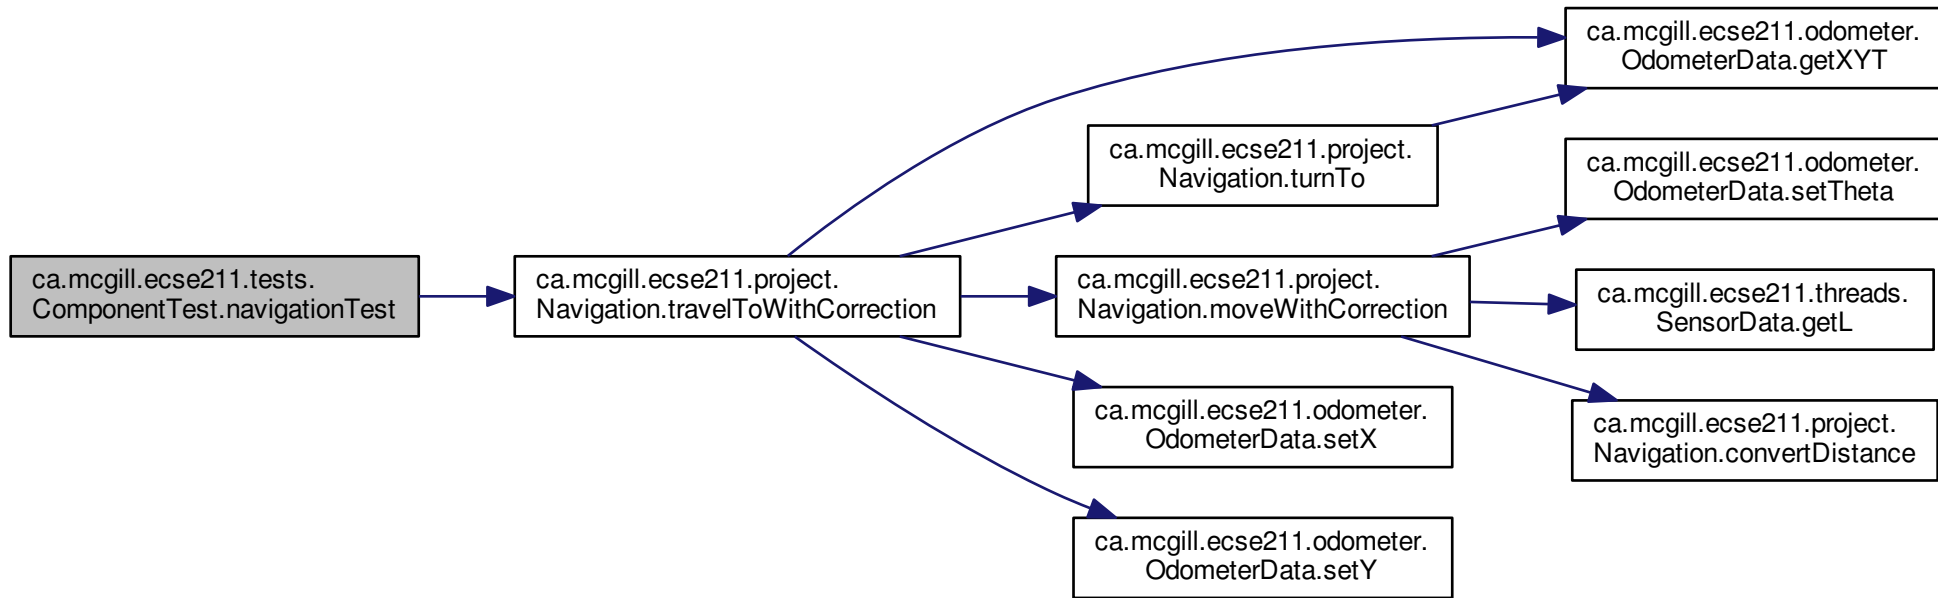 ca.mcgill.ecse211.tests.
ComponentTest.navigationTest
ca.mcgill.ecse211.project.
Navigation.travelToWithCorrection
ca.mcgill.ecse211.odometer.
OdometerData.getXYT
ca.mcgill.ecse211.project.
Navigation.turnTo
ca.mcgill.ecse211.project.
Navigation.moveWithCorrection
ca.mcgill.ecse211.odometer.
OdometerData.setTheta
ca.mcgill.ecse211.threads.
SensorData.getL
ca.mcgill.ecse211.project.
Navigation.convertDistance
ca.mcgill.ecse211.odometer.
OdometerData.setX
ca.mcgill.ecse211.odometer.
OdometerData.setY